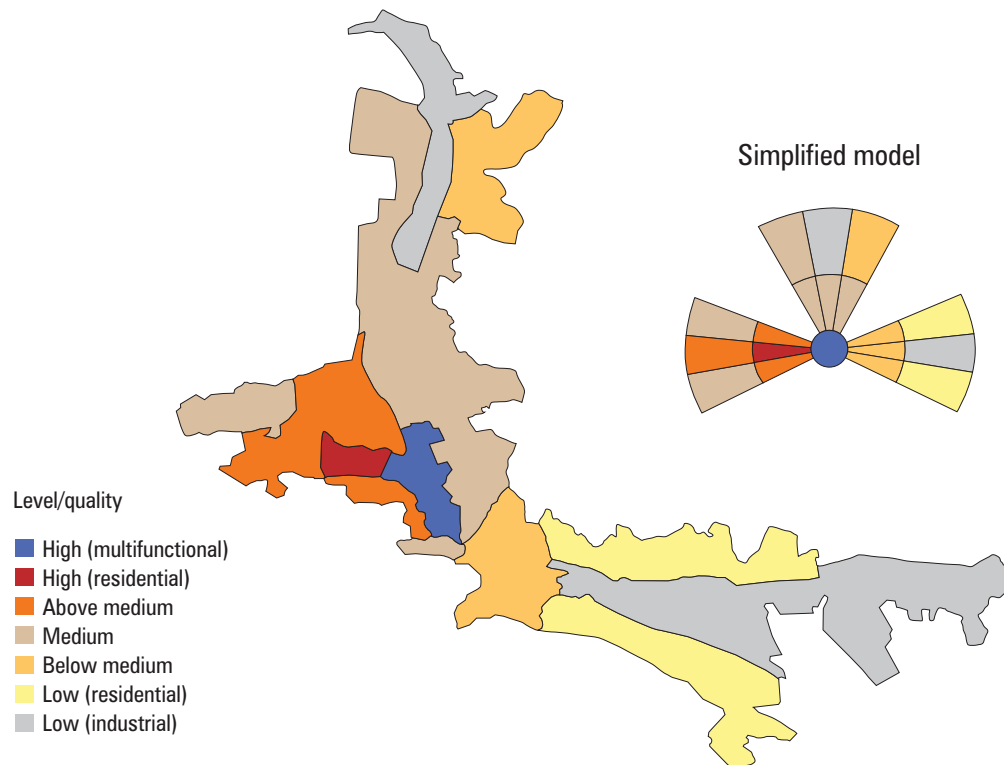 Simplified model
Level/quality
High (multifunctional)
High (residential)
Above medium
Medium
Below medium
Low (residential)
Low (industrial)